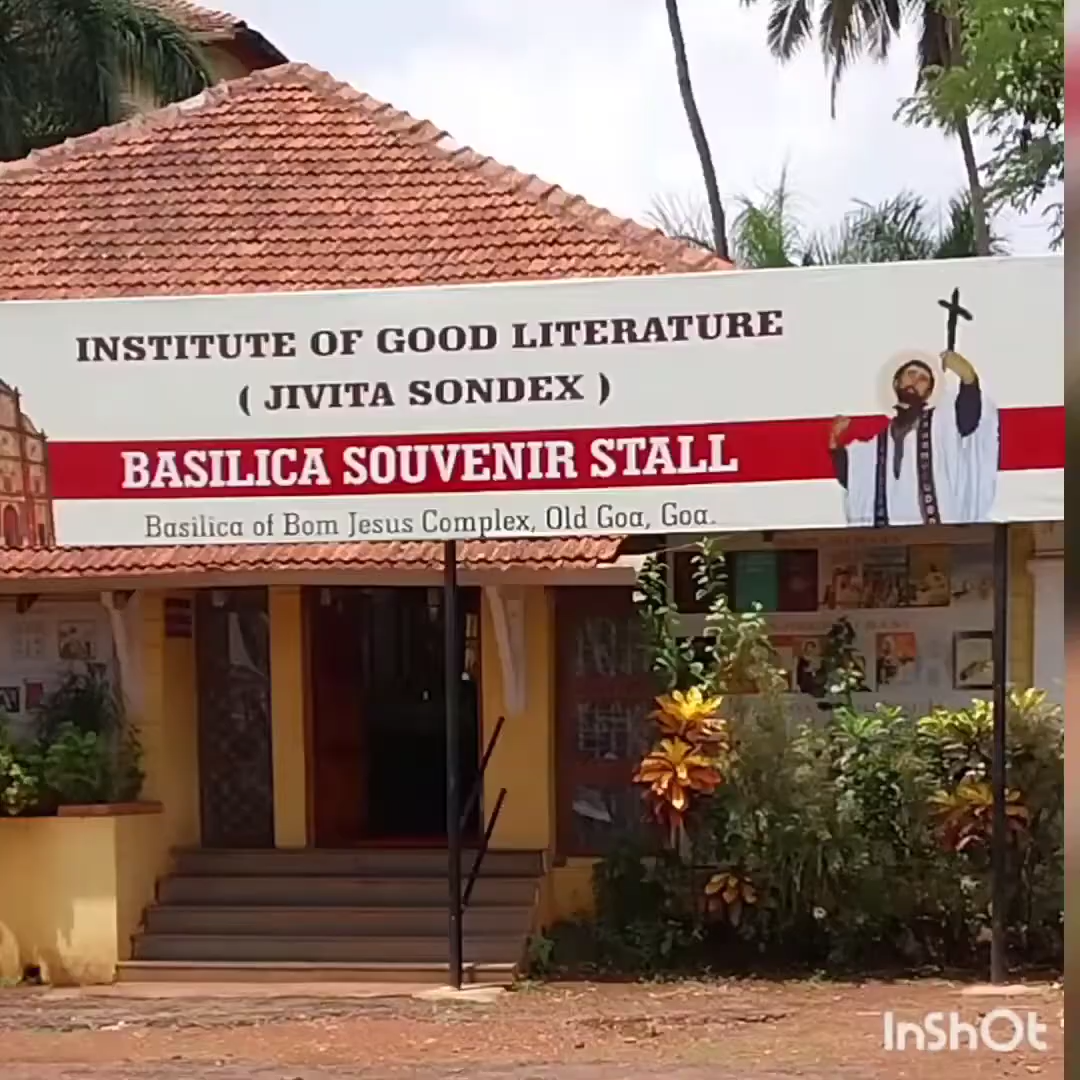 INSTITUTE OF GOOD LITERATURE
( JIVITA SONDEX )
BASILICA SOUVENIR STALL
Basilica of Bom Jesus Complex, Old Goa, Goa.
InShOt